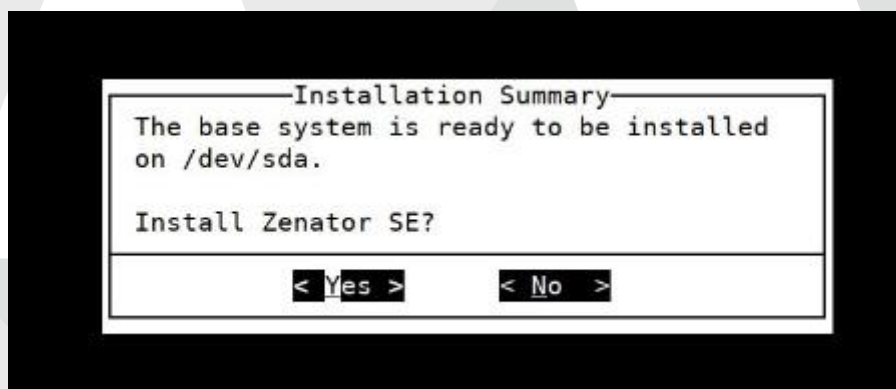 Installation Summary
The base system is ready to be installed
on /dev/sda.
Install Zenator SE?
< Yes > < No >